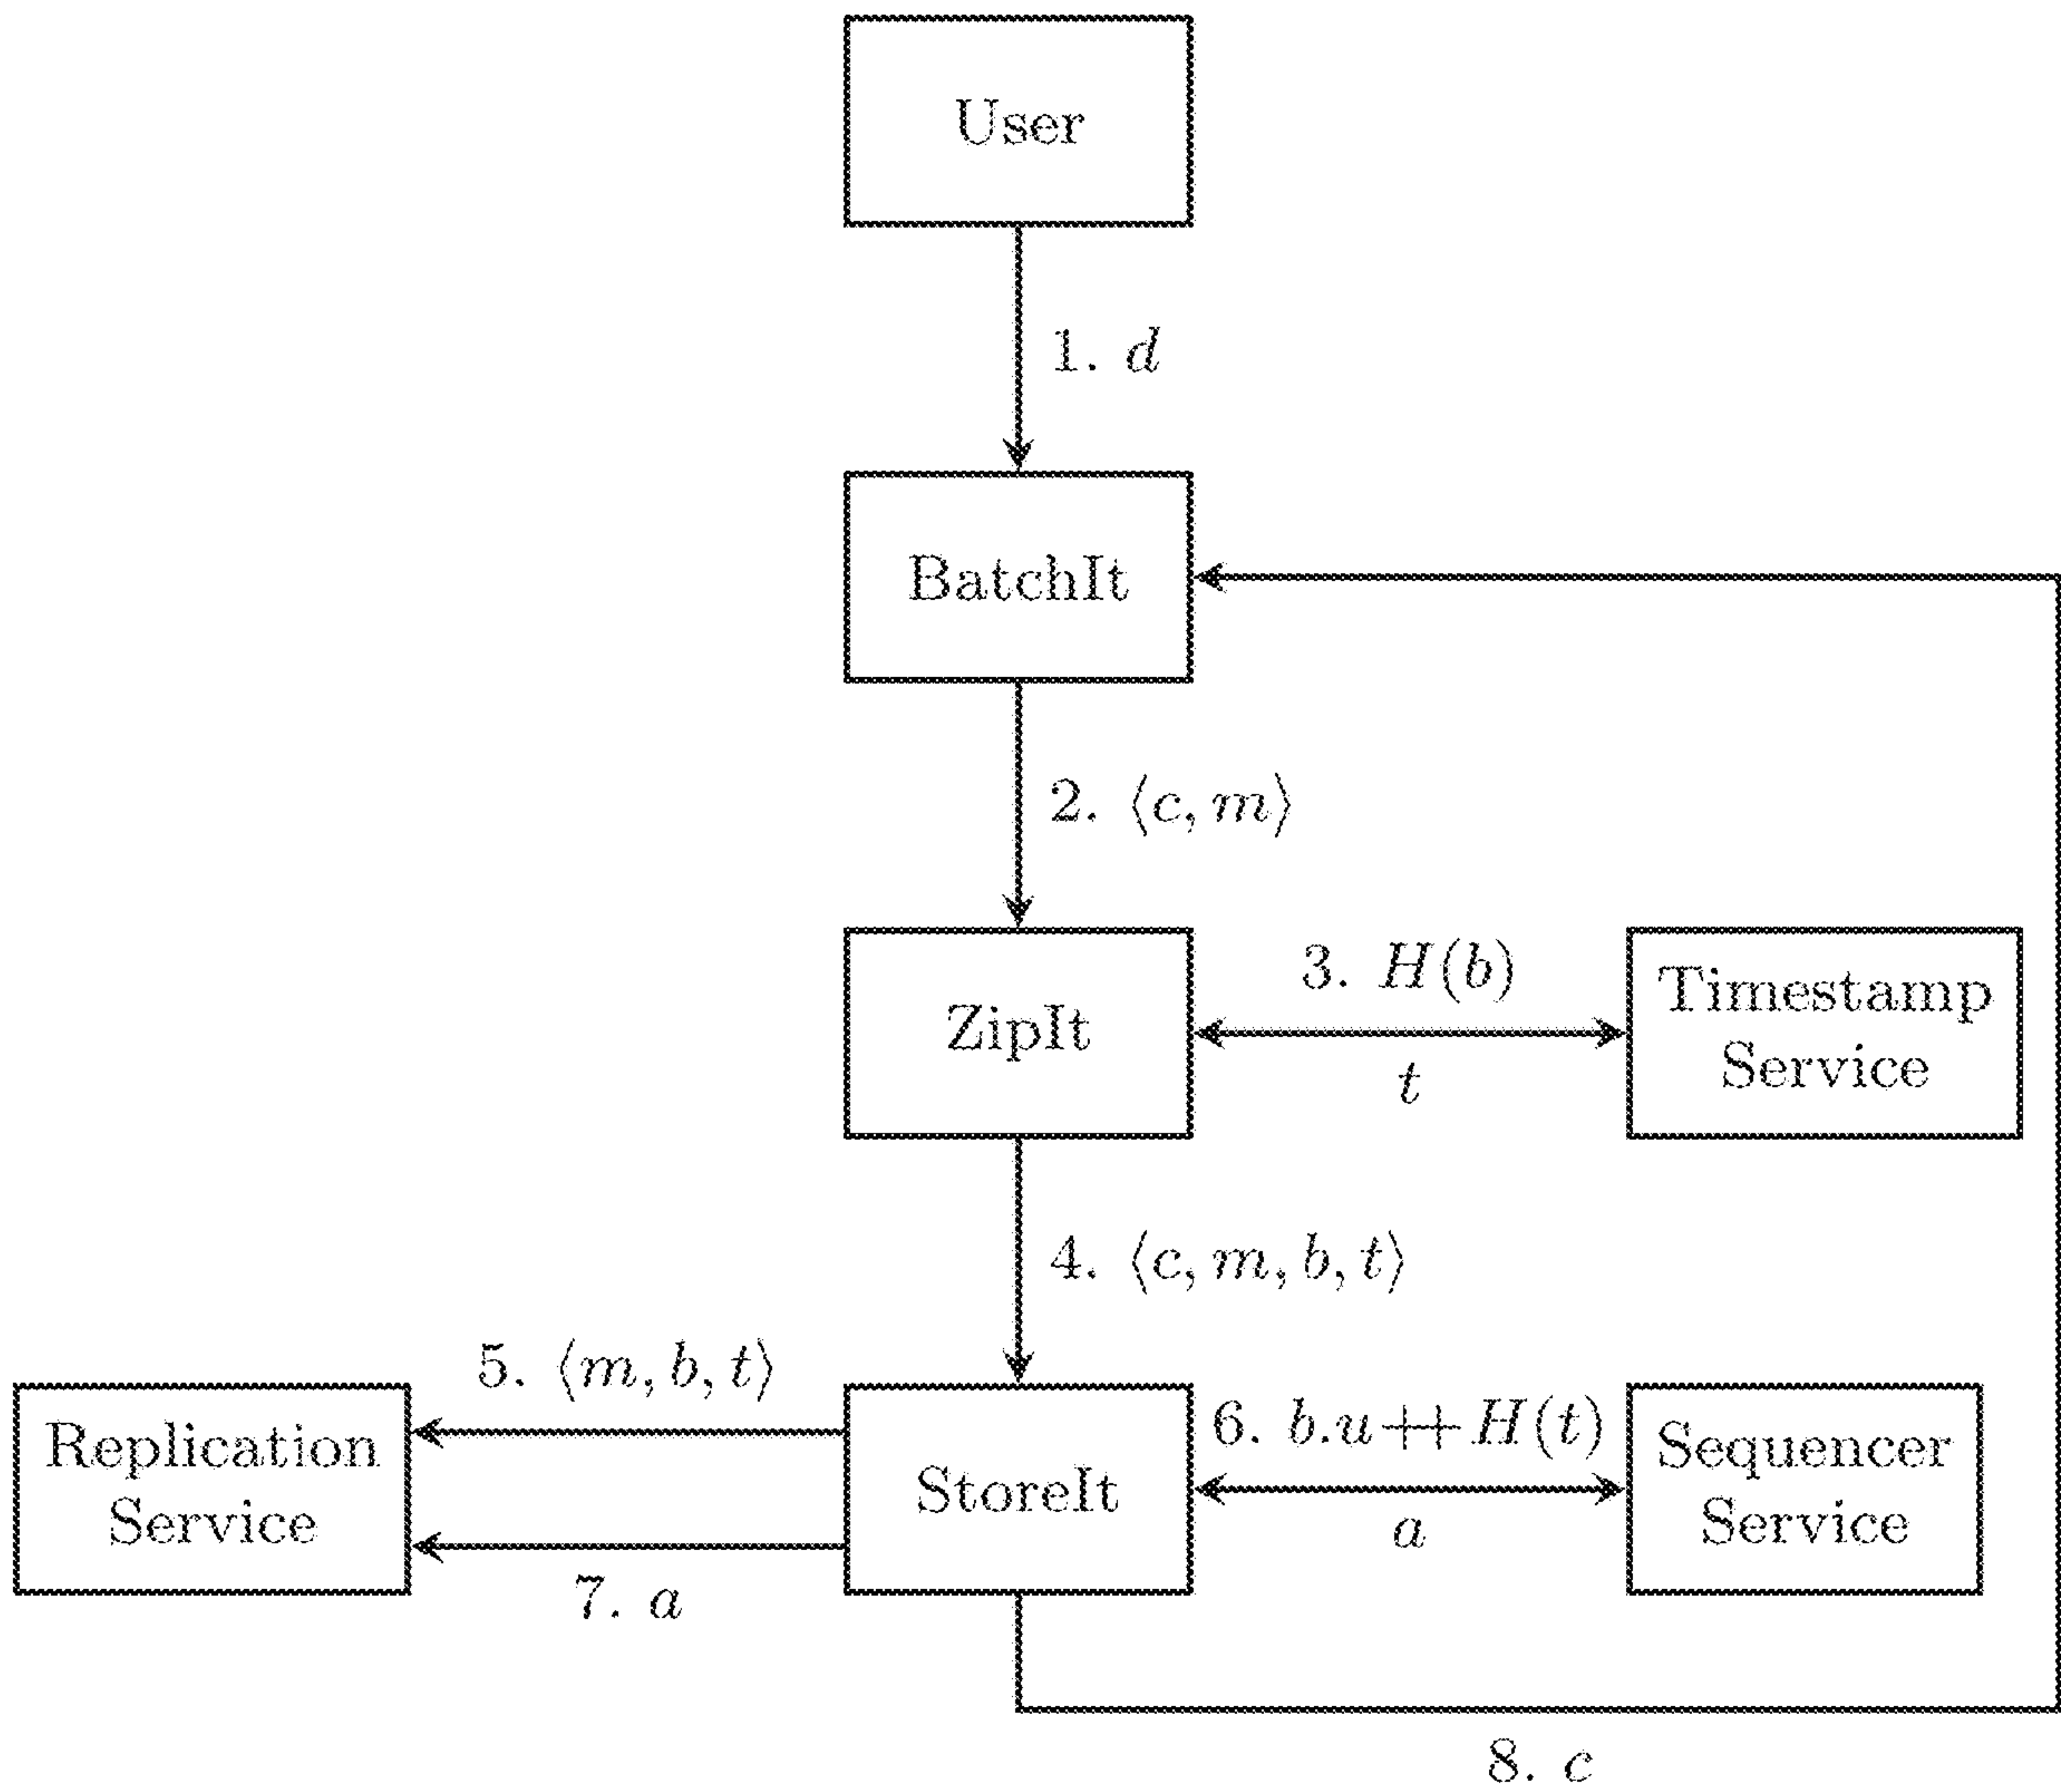 User
1. d
BatchIt
2. ⟨c, m⟩
ZipIt
3. H(b)
t
Timestamp
Service
4. ⟨c, m, b, t⟩
5. ⟨m, b, t⟩
Replication
Service
7. a
StoreIt
6. b.u ++ H(t)
a
Sequencer
Service
8. c